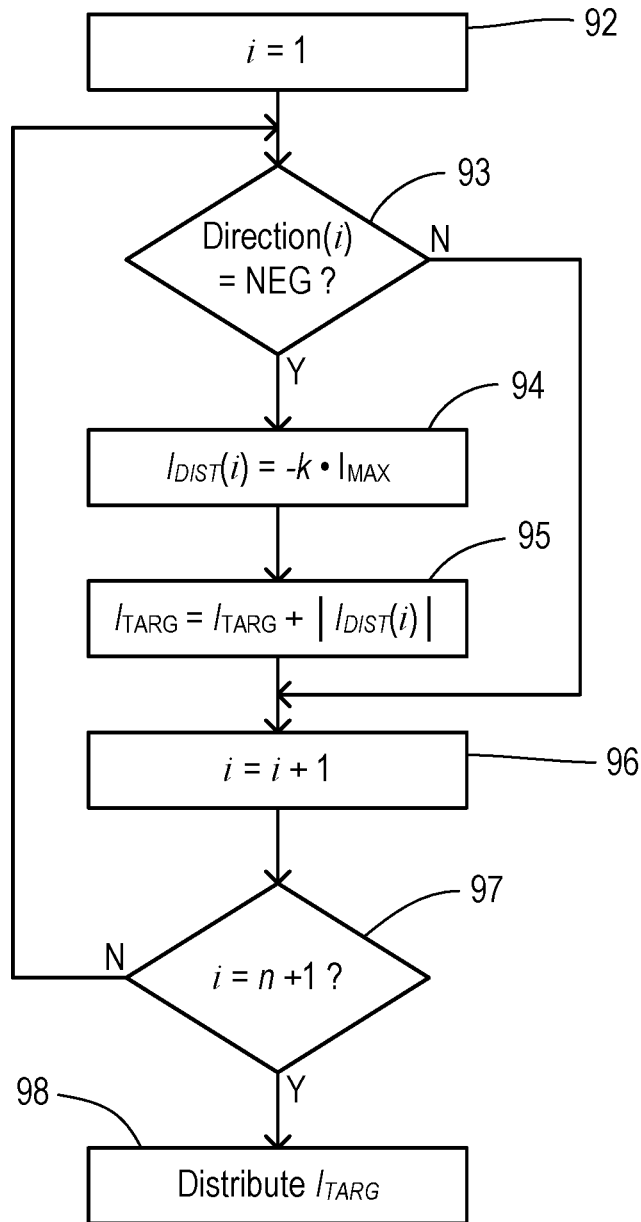 92
i = 1
93
Direction(i)
= NEG ?
N
Y
94
I_DIST(i) = -k • I_MAX
95
I_TARG = I_TARG + | I_DIST(i) |
i = i + 1
96
97
N
i = n +1 ?
Y
98
Distribute I_TARG